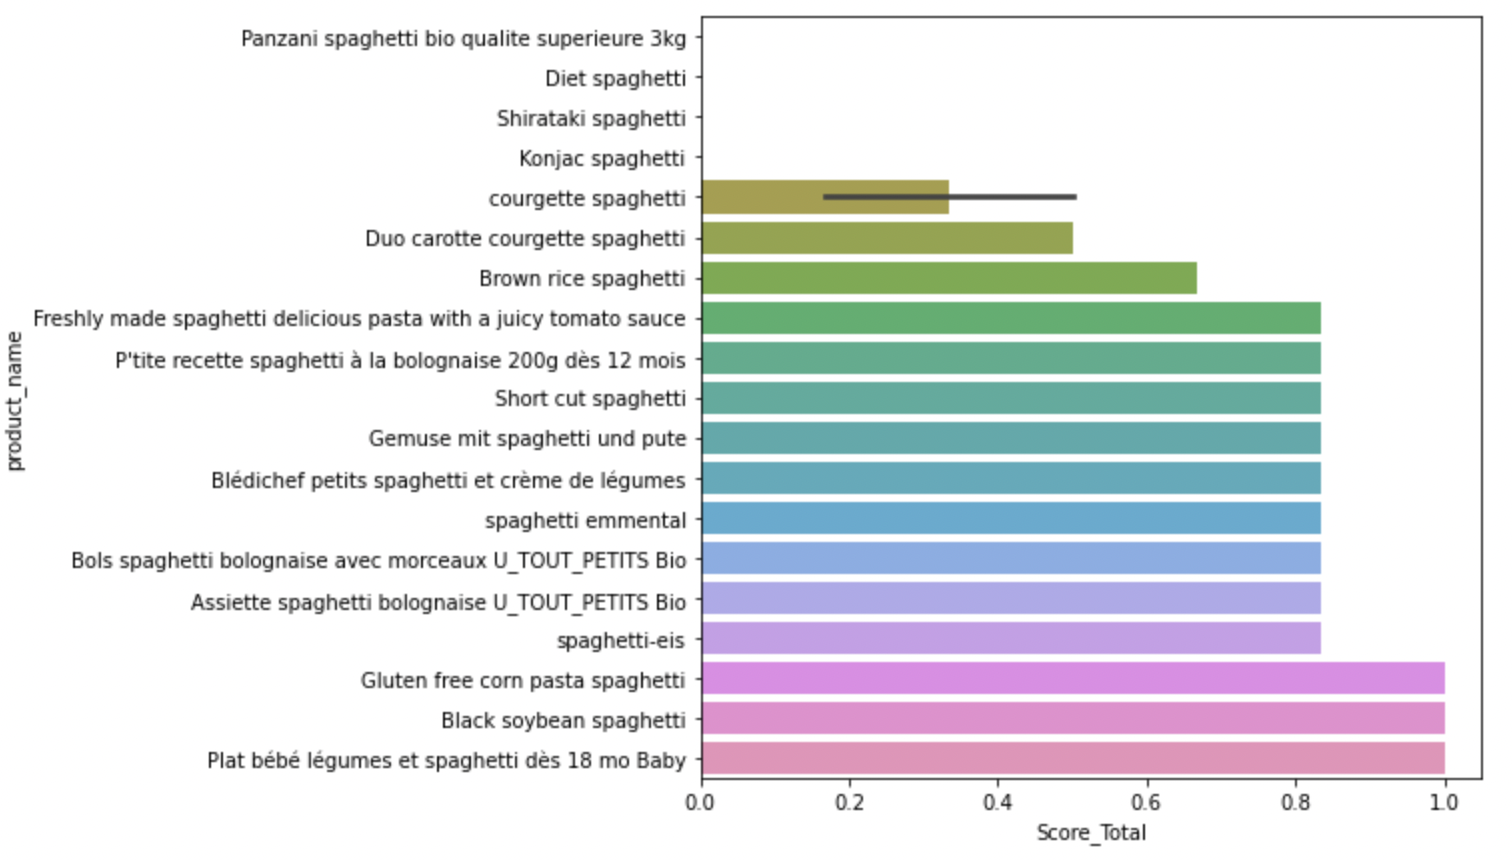 Panzani spaghetti bio qualite superieure 3kg
Diet spaghetti
Shirataki spaghetti
Konjac spaghetti
courgette spaghetti
Duo carotte courgette spaghetti
Brown rice spaghetti
Freshly made spaghetti delicious pasta with a juicy tomato sauce
P'tite recette spaghetti à la bolognaise 200g dès 12 mois
Short cut spaghetti
Gemuse mit spaghetti und pute
Blédichef petits spaghetti et crème de légumes
spaghetti emmental
Bols spaghetti bolognaise avec morceaux U_TOUT_PETITS Bio
Assiette spaghetti bolognaise U_TOUT_PETITS Bio
spaghetti-eis
Gluten free corn pasta spaghetti
Black soybean spaghetti
Plat bébé légumes et spaghetti dès 18 mo Baby
product_name
0.0 0.2 0.4 0.6 0.8 1.0
Score_Total